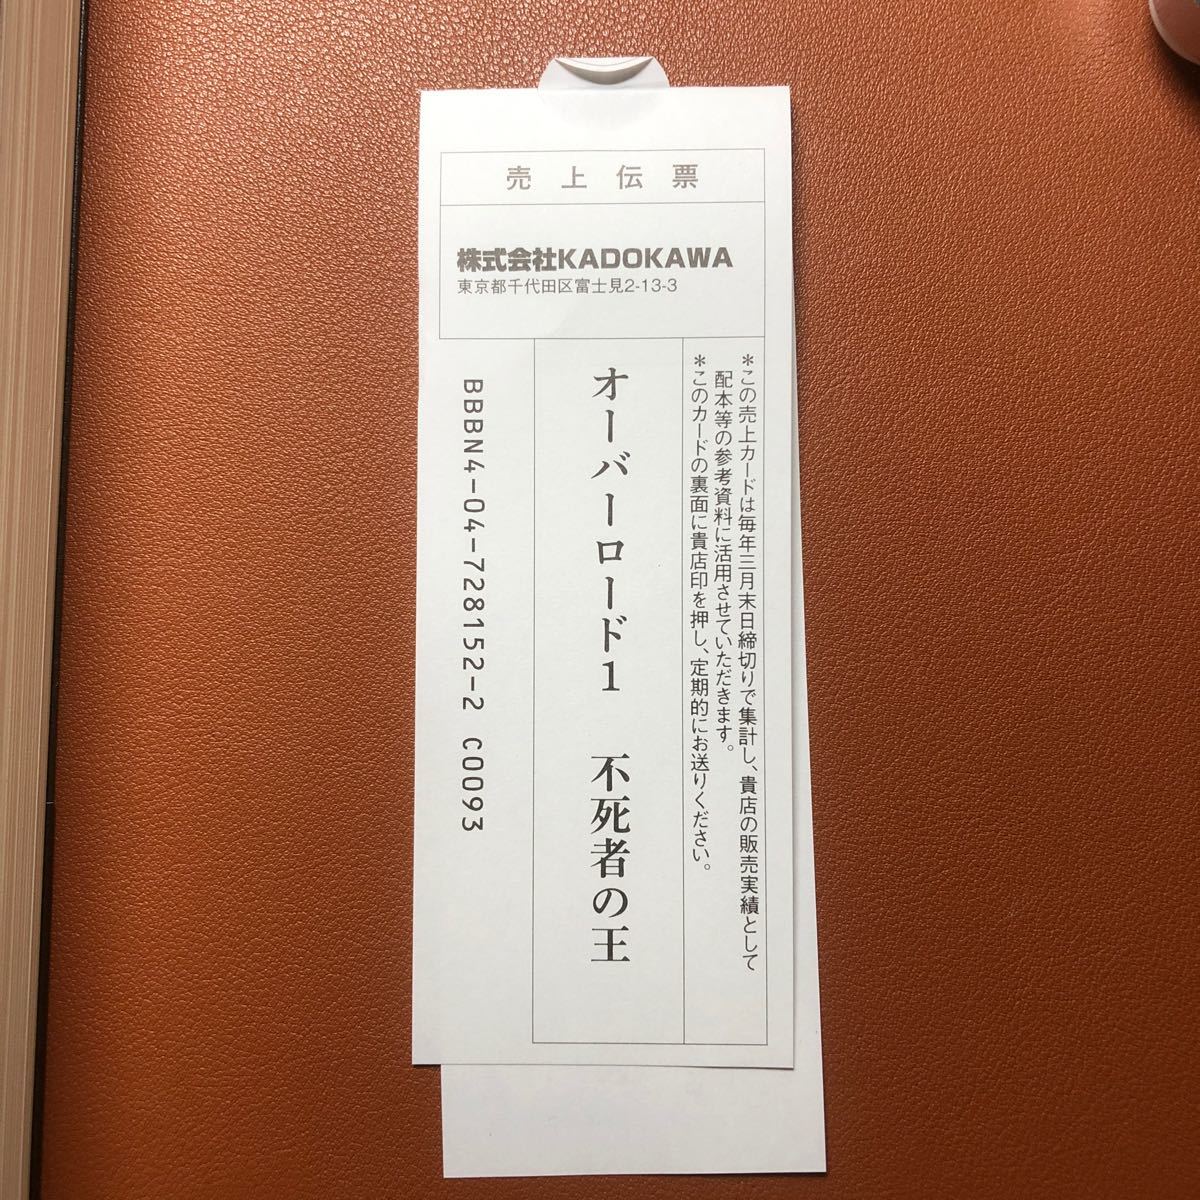 売上伝票
株式会社KADOKAWA
東京都千代田区富士見2-13-3
＊この売上カードは毎年三月末日締切りで集計し、貴店の販売実績として
配本等の参考資料に活用させていただきます。
＊このカードの裏面に貴店印を押し、定期的にお送りください。
オーバーロード1 不死者の王
BBBN4-04-728152-2 C0093